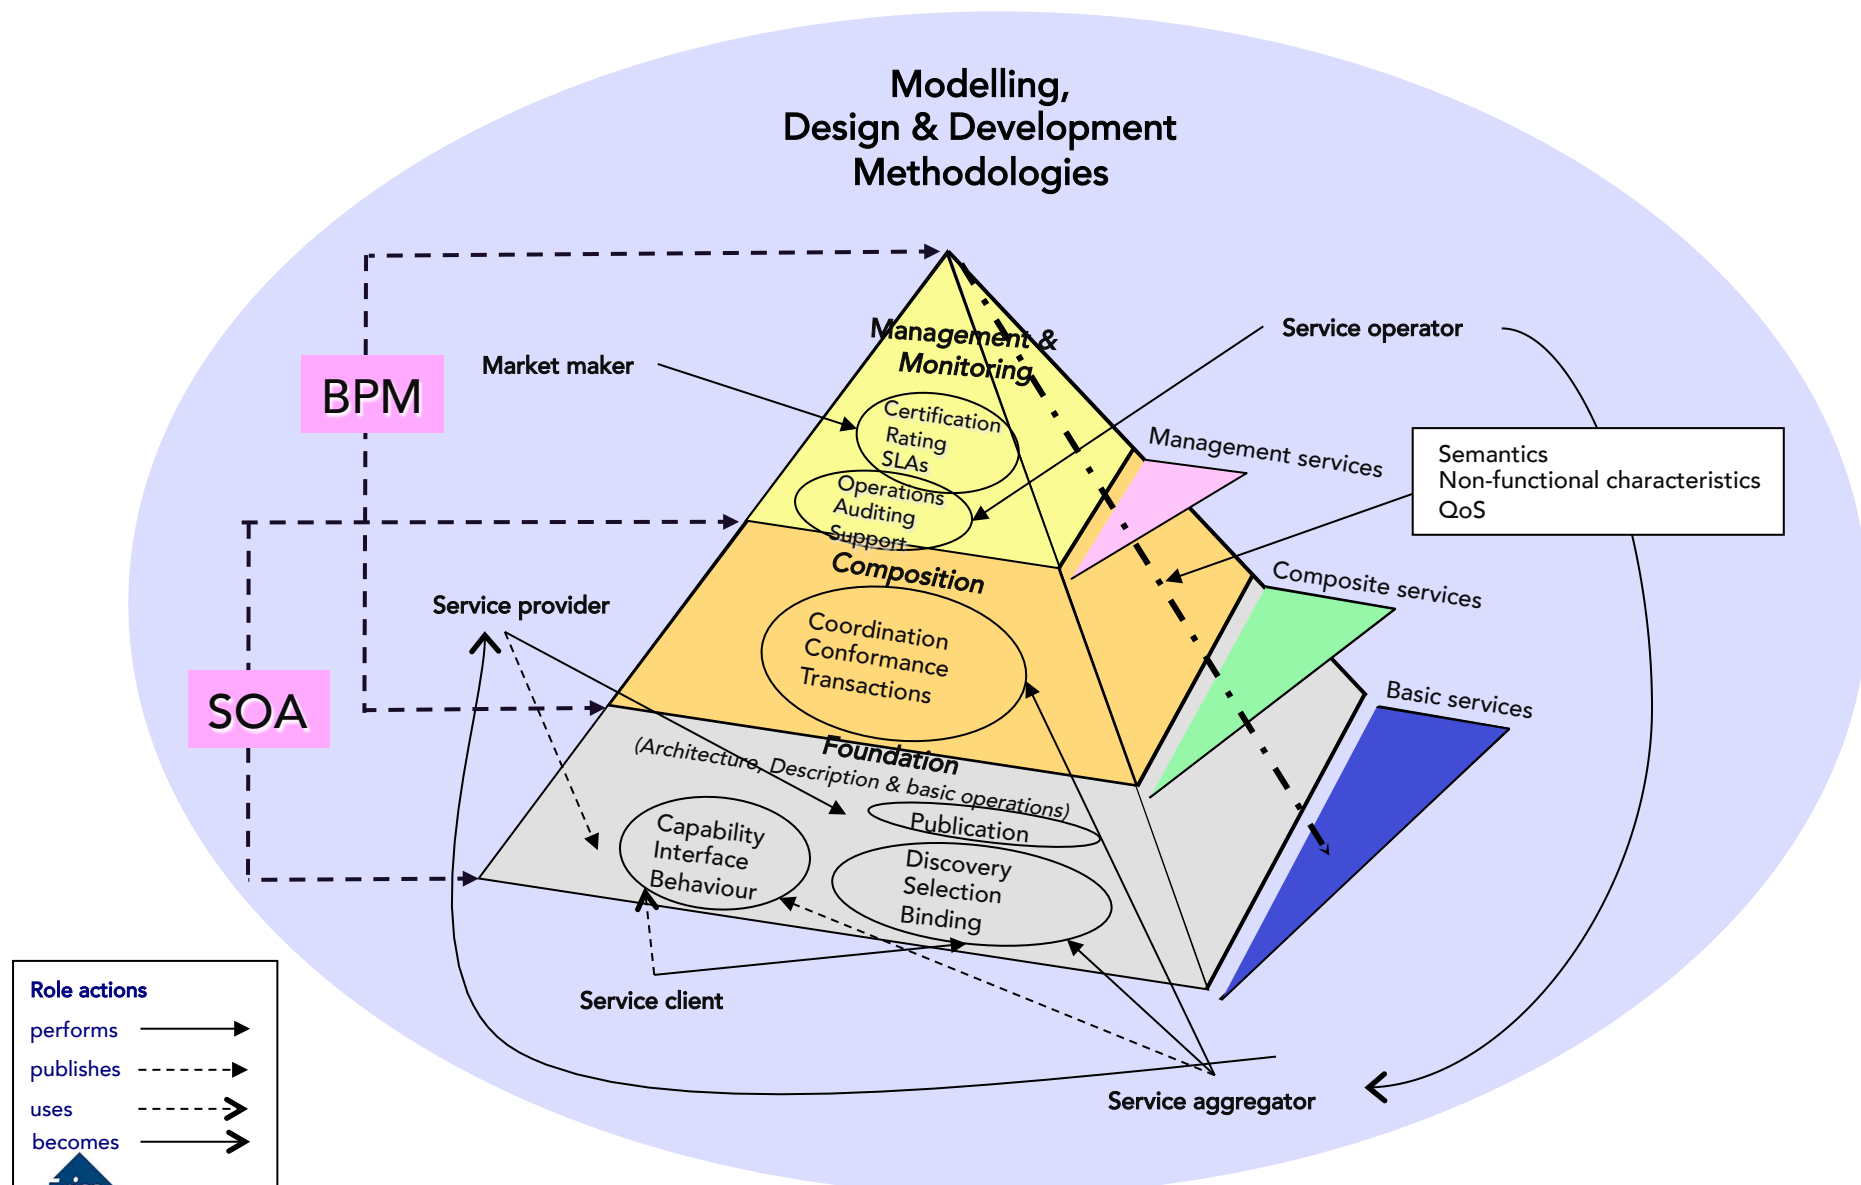 Modelling,
Design & Development
Methodologies
Management &
Monitoring
Service operator
Market maker
BPM
Certification
Rating
SLAs
Management services
Semantics
Non-functional characteristics
QoS
Operations
Auditing
Support
Composition
Composite services
Service provider
Coordination
Conformance
Transactions
SOA
Basic services
Foundation
(Architecture, Description & basic operations)
Capability
Interface
Behaviour
Publication
Discovery
Selection
Binding
Service client
Service aggregator
Role actions
performs
publishes
uses
becomes